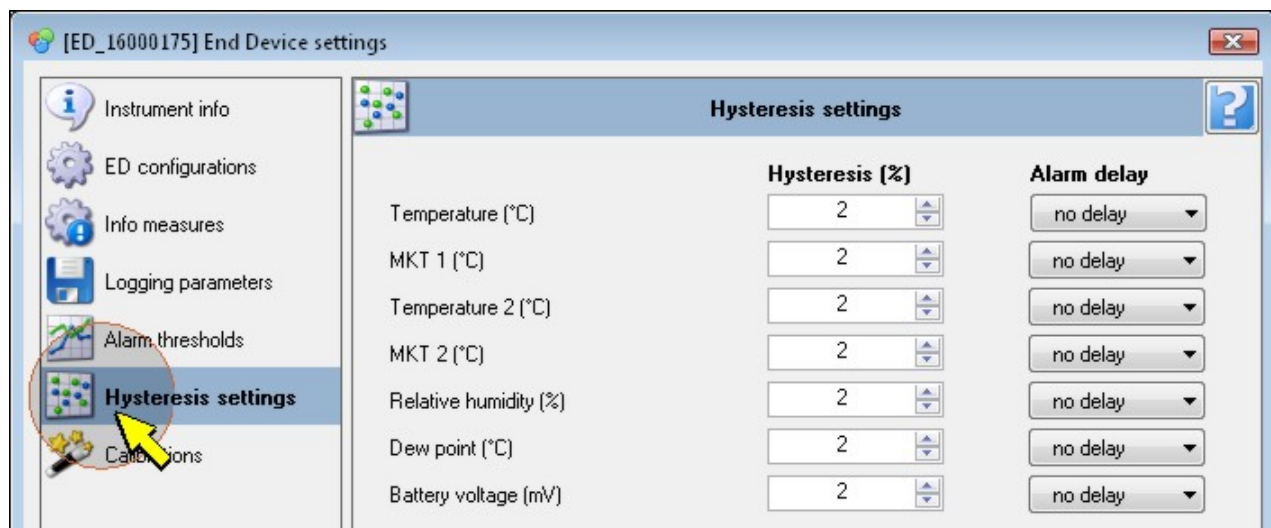 [ED_16000175] End Device settings
Instrument info
ED configurations
Info measures
Logging parameters
Alarm thresholds
Hysteresis settings
Calibrations
Hysteresis settings
Hysteresis (%) Alarm delay
Temperature (°C) 2 no delay
MKT 1 (°C) 2 no delay
Temperature 2 (°C) 2 no delay
MKT 2 (°C) 2 no delay
Relative humidity (%) 2 no delay
Dew point (°C) 2 no delay
Battery voltage (mV) 2 no delay